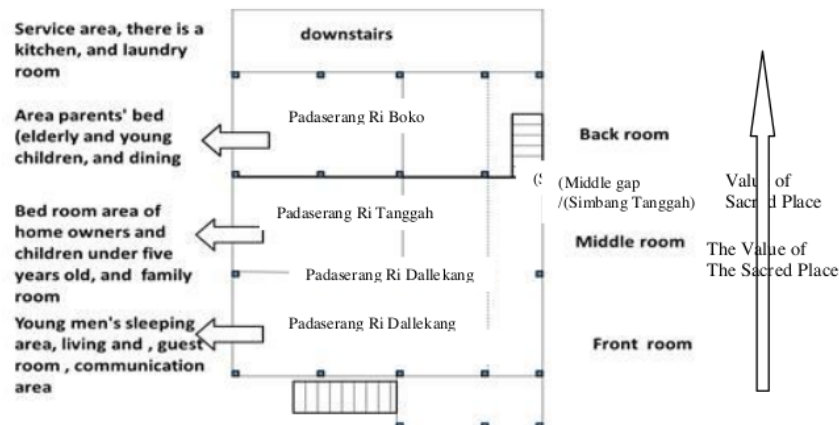 Service area, there is a
kitchen, and laundry
room
downstairs
Area parents' bed
(elderly and young
children, and dining
Padaserang Ri Boko
Back room
(S
(Middle gap
/(Simbang Tanggah)
Value of
Sacred Place
Bed room area of
home owners and
children under five
years old, and family
room
Padaserang Ri Tanggah
Middle room
The Value of
The Sacred Place
Padaserang Ri Dallekang
Young men's sleeping
area, living and , guest
room , communication
area
Padaserang Ri Dallekang
Front room